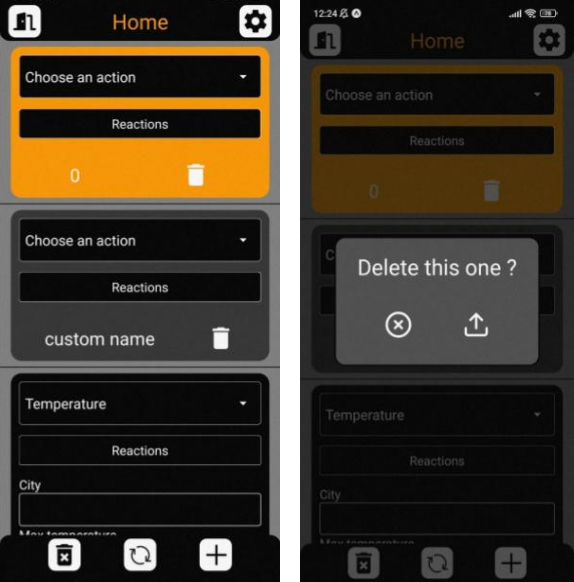 Home
Choose an action
Reactions
0
Choose an action
Reactions
custom name
Temperature
Reactions
City
Max temperature
12:24
Home
Choose an action
Reactions
0
C
Delete this one ?
Temperature
Reactions
City
Max temperature